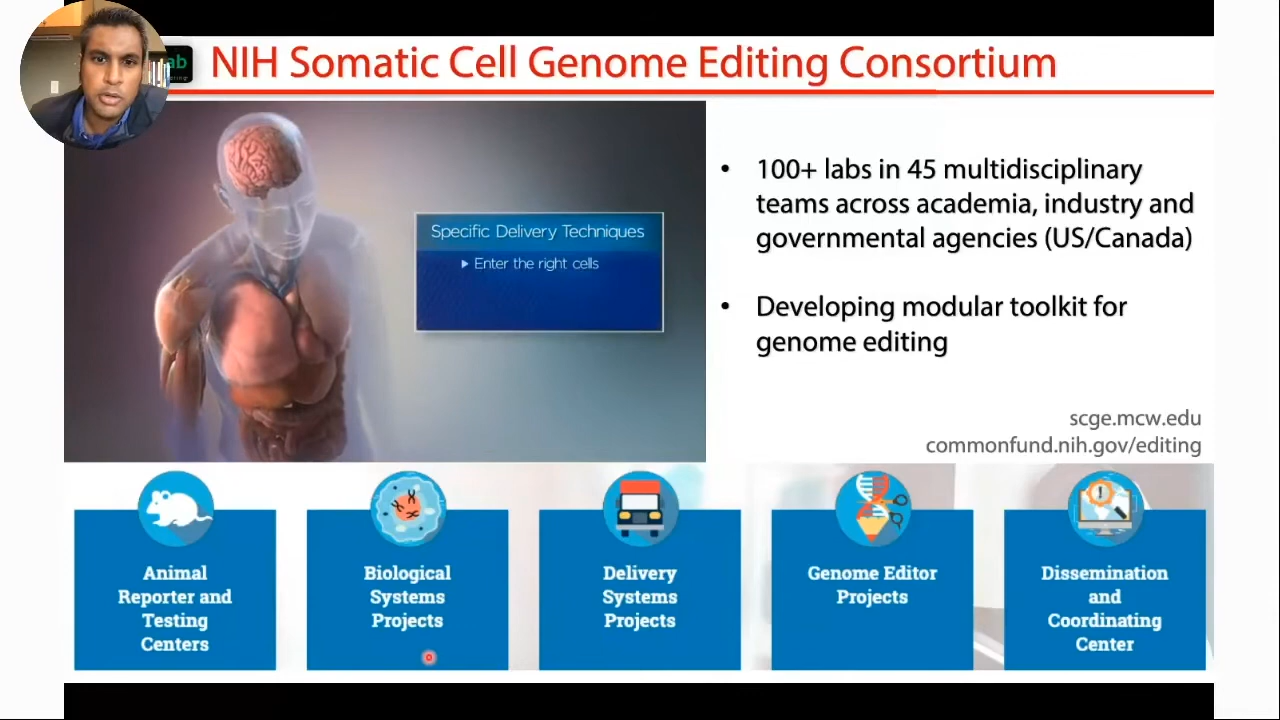 ab
NIH Somatic Cell Genome Editing Consortium
Specific Delivery Techniques
Enter the right cells
• 100+ labs in 45 multidisciplinary
teams across academia, industry and
governmental agencies (US/Canada)
• Developing modular toolkit for
genome editing
scge.mcw.edu
commonfund.nih.gov/editing
Animal
Reporter and
Testing
Centers
Biological
Systems
Projects
Delivery
Systems
Projects
Genome Editor
Projects
Dissemination
and
Coordinating
Center